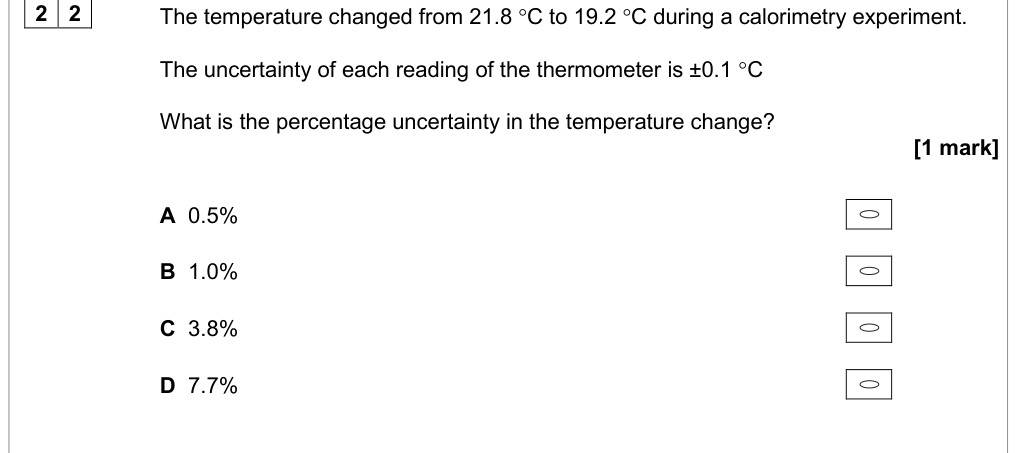 2 2 The temperature changed from 21.8 °C to 19.2 °C during a calorimetry experiment.
The uncertainty of each reading of the thermometer is ±0.1 °C
What is the percentage uncertainty in the temperature change?
[1 mark]
A 0.5%
B 1.0%
C 3.8%
D 7.7%